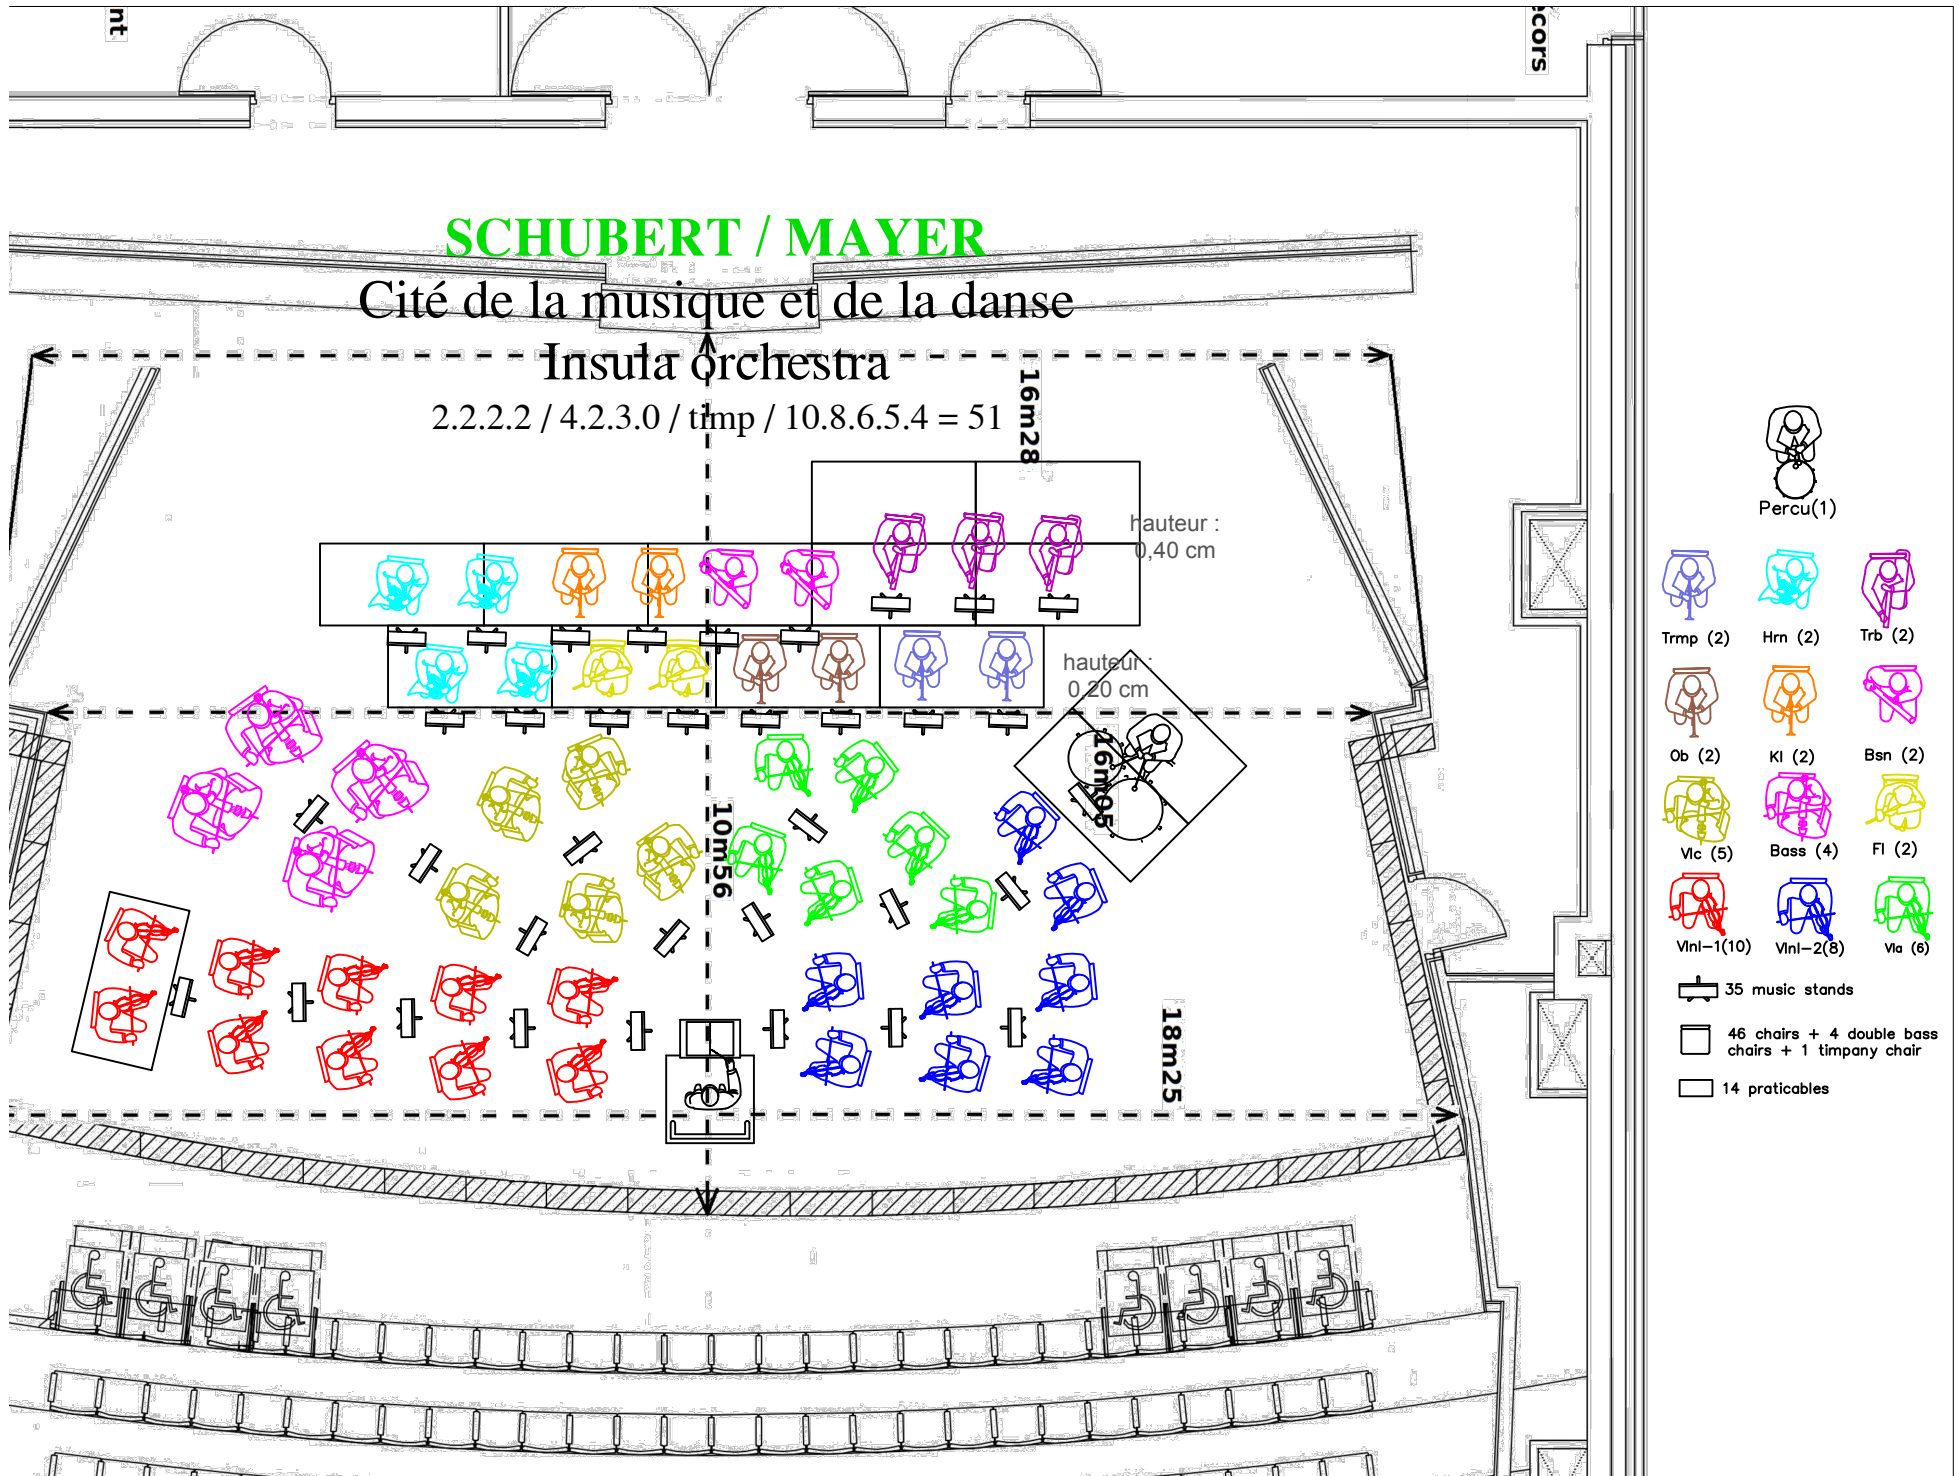 nt
cors
SCHUBERT / MAYER
Cité de la musique et de la danse
Insula orchestra
2.2.2.2 / 4.2.3.0 / timp / 10.8.6.5.4 = 51
16m28
hauteur :
0,40 cm
hauteur :
0,20 cm
16m05
10m56
18m25
Percu(1)
Trmp (2)
Hrn (2)
Trb (2)
Ob (2)
Kl (2)
Bsn (2)
Vlc (5)
Bass (4)
Fl (2)
Vlnl-1(10)
Vlnl-2(8)
Vla (6)
35 music stands
46 chairs + 4 double bass
chairs + 1 timpany chair
14 praticables